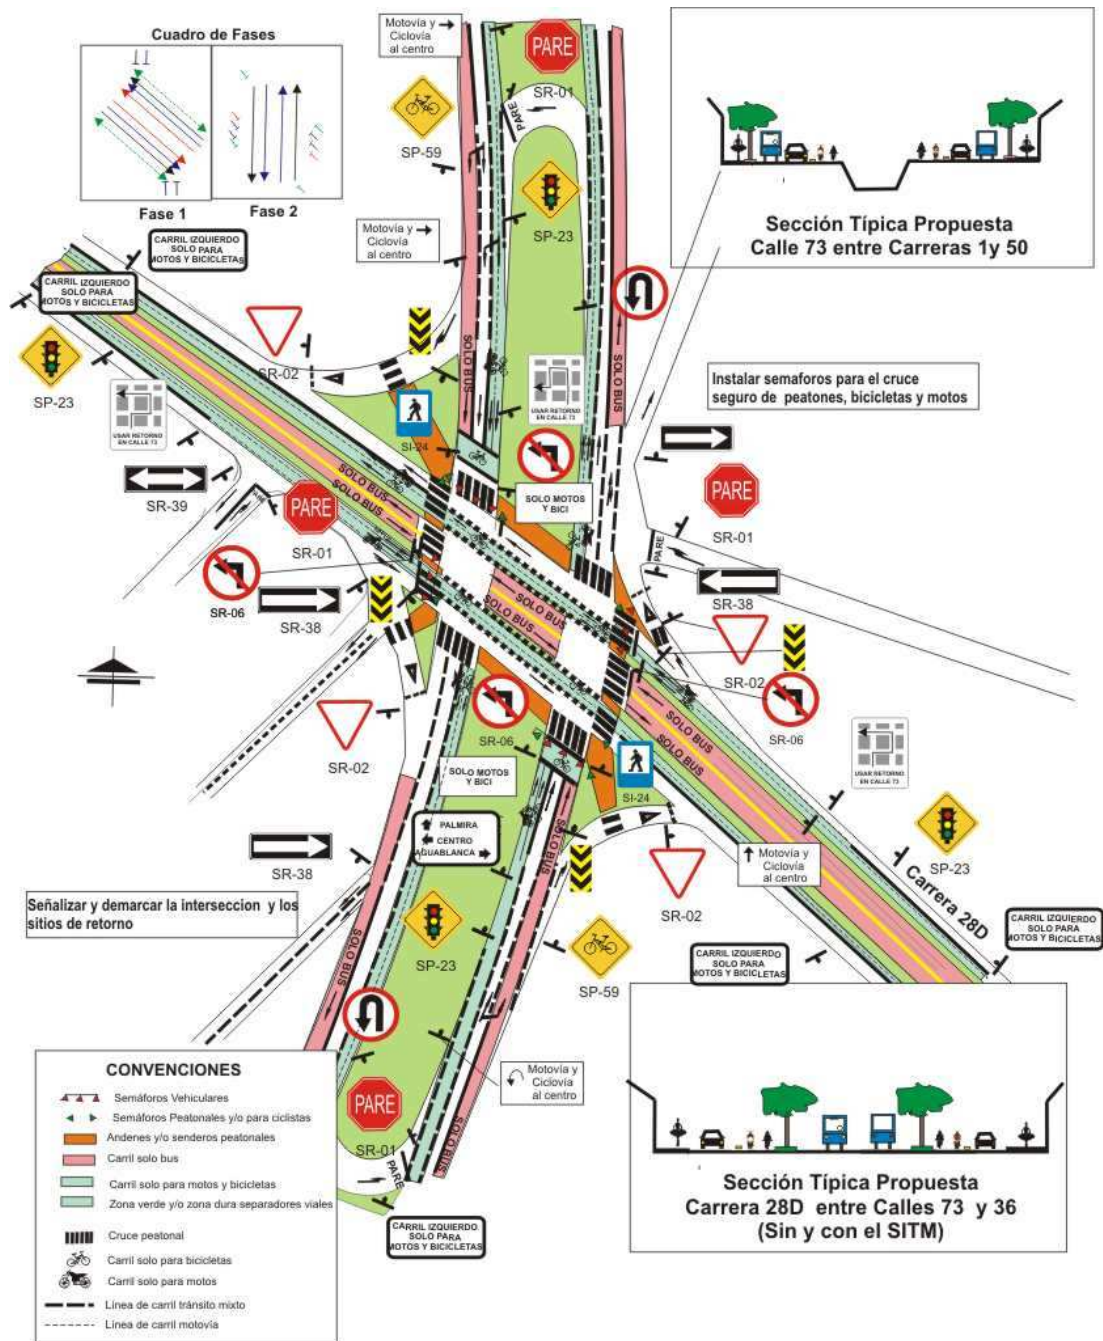 Cuadro de Fases
Fase 1
Fase 2
Motovía y
Ciclovía
al centro
PARE
SR-01
PARE
SP-59
SP-23
Motovía y
Ciclovía
al centro
Sección Típica Propuesta
Calle 73 entre Carreras 1y 50
CARRIL IZQUIERDO
SOLO PARA
MOTOS Y BICICLETAS
CARRIL IZQUIERDO
SOLO PARA
MOTOS Y BICICLETAS
SP-23
SR-02
SOLO BUS
SOLO BUS
USAR RETORNO
EN CALLE 73
USAR RETORNO
EN CALLE 73
SI-24
Instalar semaforos para el cruce
seguro de peatones, bicicletas y motos
SR-39
PARE
PARE
SR-01
SOLO BUS
SOLO BUS
SOLO MOTOS
Y BICI
PARE
SR-01
PARE
SR-06
SR-38
SOLO BUS
SOLO BUS
SR-38
SR-02
SR-06
SR-02
SR-06
SOLO BUS
SOLO BUS
SOLO MOTOS
Y BICI
SI-24
USAR RETORNO
EN CALLE 73
PALMIRA
CENTRO
AGUABLANCA
SR-38
Motovía y
Ciclovía
al centro
SP-23
SR-02
Carrera 28D
Señalizar y demarcar la interseccion y los
sitios de retorno
SOLO BUS
SOLO BUS
SP-23
SP-59
CARRIL IZQUIERDO
SOLO PARA
MOTOS Y BICICLETAS
CARRIL IZQUIERDO
SOLO PARA
MOTOS Y BICICLETAS
Motovía y
Ciclovía
al centro
PARE
SR-01
PARE
SOLO BUS
CARRIL IZQUIERDO
SOLO PARA
MOTOS Y BICICLETAS
Sección Típica Propuesta
Carrera 28D entre Calles 73 y 36
(Sin y con el SITM)
CONVENCIONES
Semáforos Vehiculares
Semáforos Peatonales y/o para ciclistas
Andenes y/o senderos peatonales
Carril solo bus
Carril solo para motos y bicicletas
Zona verde y/o zona dura separadores viales
Cruce peatonal
Carril solo para bicicletas
Carril solo para motos
Linea de carril tránsito mixto
Linea de carril motovía